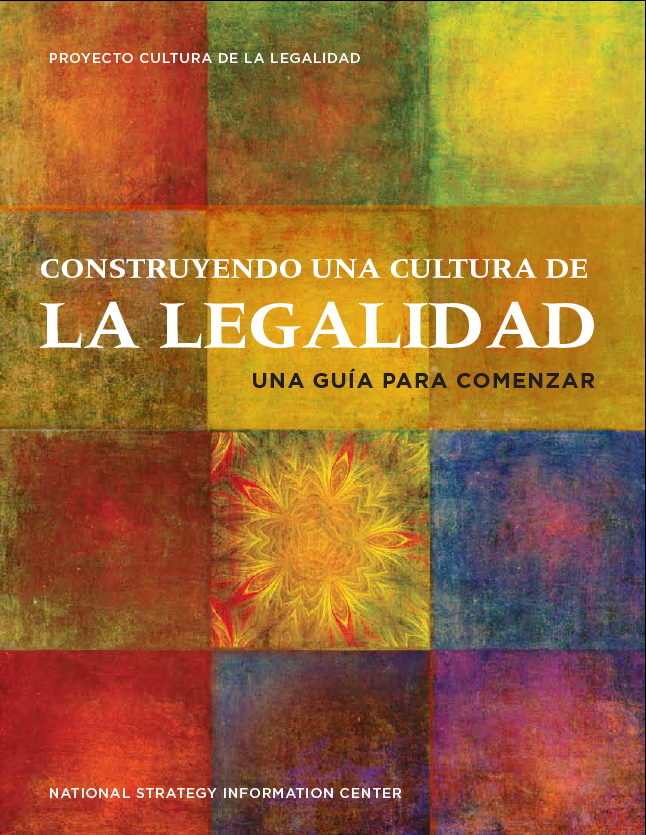 PROYECTO CULTURA DE LA LEGALIDAD
CONSTRUYENDO UNA CULTURA DE
LA LEGALIDAD
UNA GUÍA PARA COMENZAR
NATIONAL STRATEGY INFORMATION CENTER